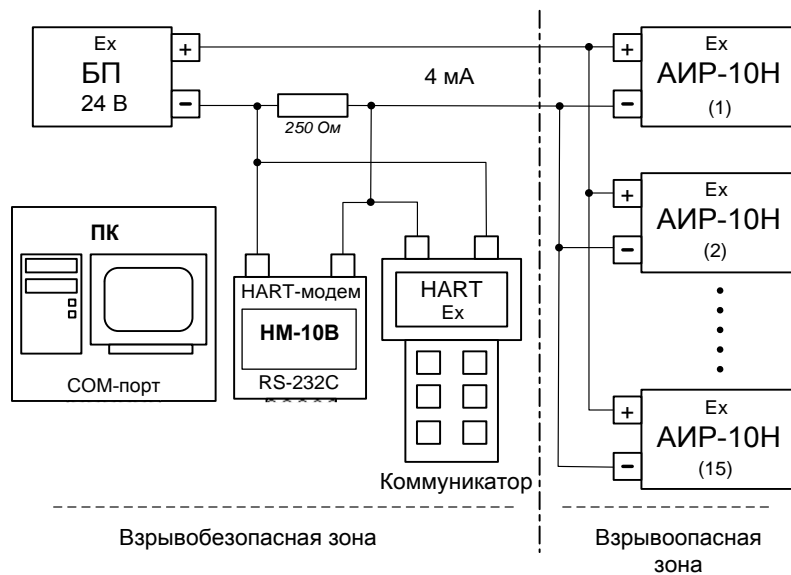 Ex
БП
24 В
+
−
4 мА
250 Ом
+
−
Ex
АИР-10Н
(1)
+
−
Ex
АИР-10Н
(2)
+
−
Ex
АИР-10Н
(15)
ПК
COM-порт
HART-модем
НМ-10В
RS-232C
HART
Ex
Коммуникатор
Взрывобезопасная зона
Взрывоопасная
зона